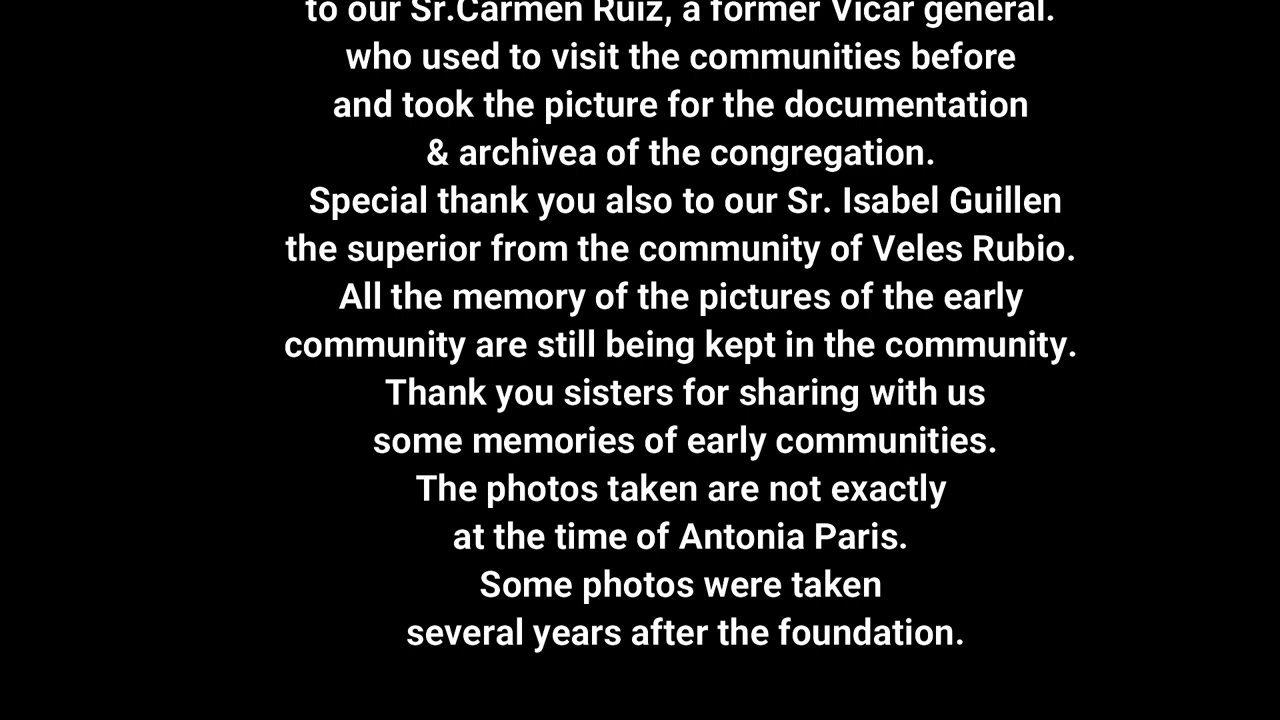 to our Sr.Carmen Ruiz, a former Vicar general.
who used to visit the communities before
and took the picture for the documentation
& archivea of the congregation.
Special thank you also to our Sr. Isabel Guillen
the superior from the community of Veles Rubio.
All the memory of the pictures of the early
community are still being kept in the community.
Thank you sisters for sharing with us
some memories of early communities.
The photos taken are not exactly
at the time of Antonia Paris.
Some photos were taken
several years after the foundation.